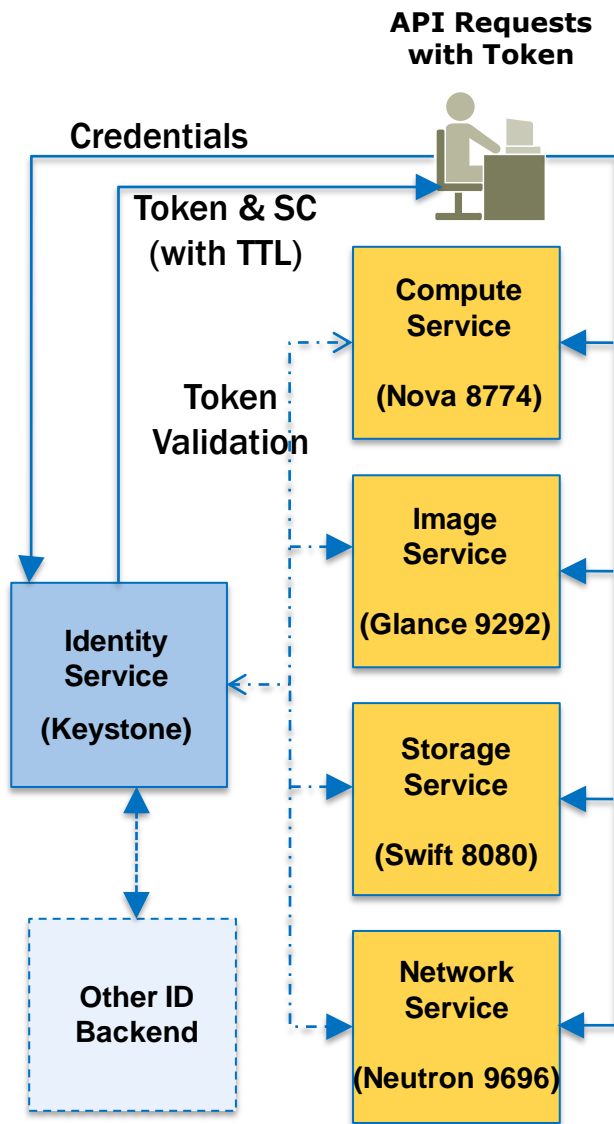 API Requests
with Token
Credentials
Token & SC
(with TTL)
Compute
Service
(Nova 8774)
Token
Validation
Image
Service
(Glance 9292)
Identity
Service
(Keystone)
Storage
Service
(Swift 8080)
Other ID
Backend
Network
Service
(Neutron 9696)